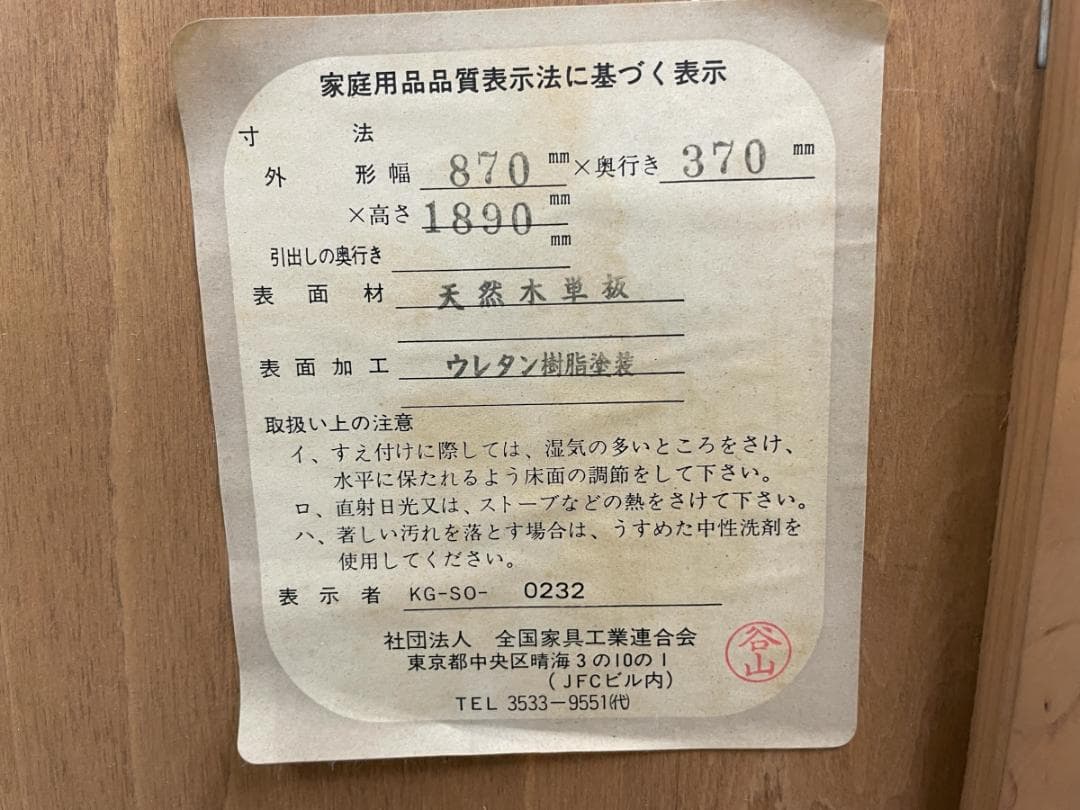 家庭用品品質表示法に基づく表示
寸法
外形幅 870 mm ×奥行き 370 mm
×高さ 1890 mm
引出しの奥行き mm
表面材 天然木単板
表面加工 ウレタン樹脂塗装
取扱い上の注意
イ、すえ付けに際しては、湿気の多いところをさけ、
水平に保たれるよう床面の調節をして下さい。
ロ、直射日光又は、ストーブなどの熱をさけて下さい。
ハ、著しい汚れを落とす場合は、うすめた中性洗剤を
使用してください。
表示者 KG-SO- 0232
社団法人 全国家具工業連合会
東京都中央区晴海3の10の1
(JFCビル内)
TEL 3533-9551㈹
谷山